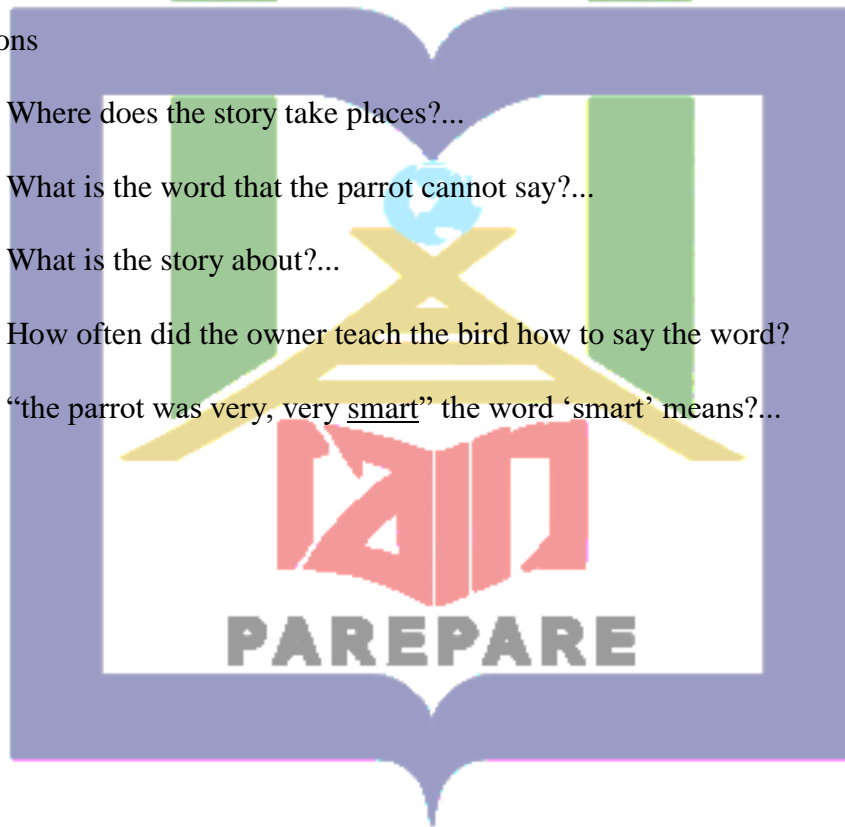 ons
Where does the story take places?...
What is the word that the parrot cannot say?...
What is the story about?...
How often did the owner teach the bird how to say the word?
“the parrot was very, very smart” the word ‘smart’ means?...
PAREPARE